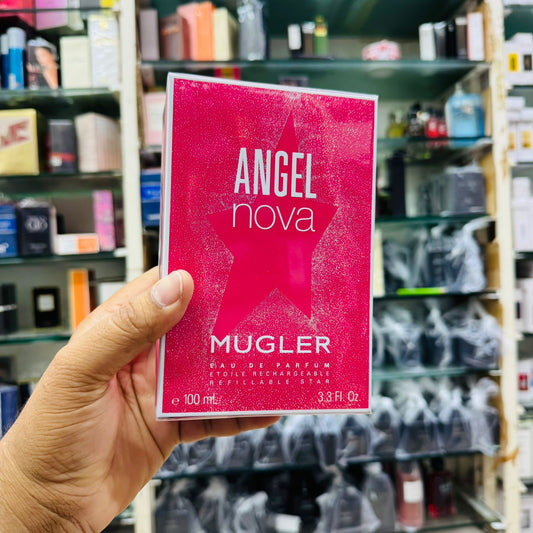 ANGEL
nova
MUGLER
EAU DE PARFUM
ETOILE RECHARGEABLE
REFILLABLE STAR
e 100 mL 3.3 Fl. Oz